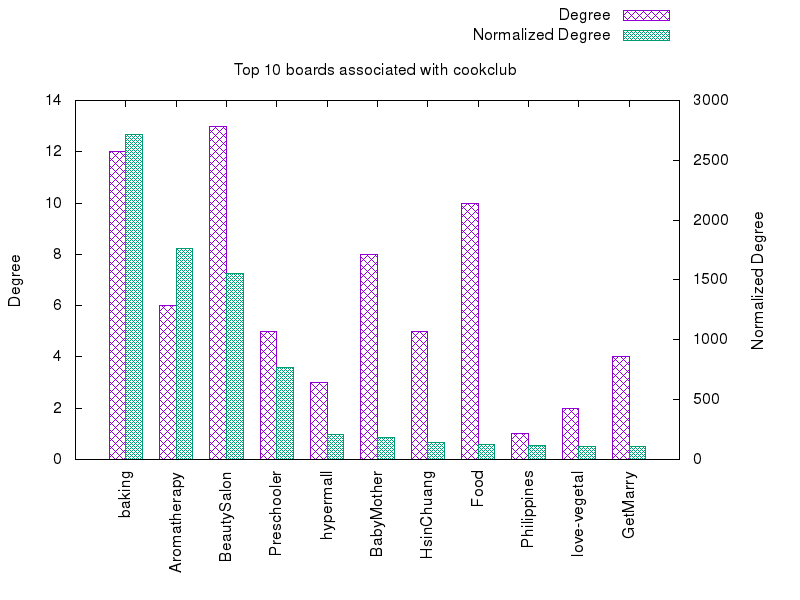 Degree
Normalized Degree
Top 10 boards associated with cookclub
14
12
10
8
6
4
2
0
Degree
3000
2500
2000
1500
1000
500
0
Normalized Degree
baking
Aromatherapy
BeautySalon
Preschooler
hypermall
BabyMother
HsinChuang
Food
Philippines
love-vegetal
GetMarry